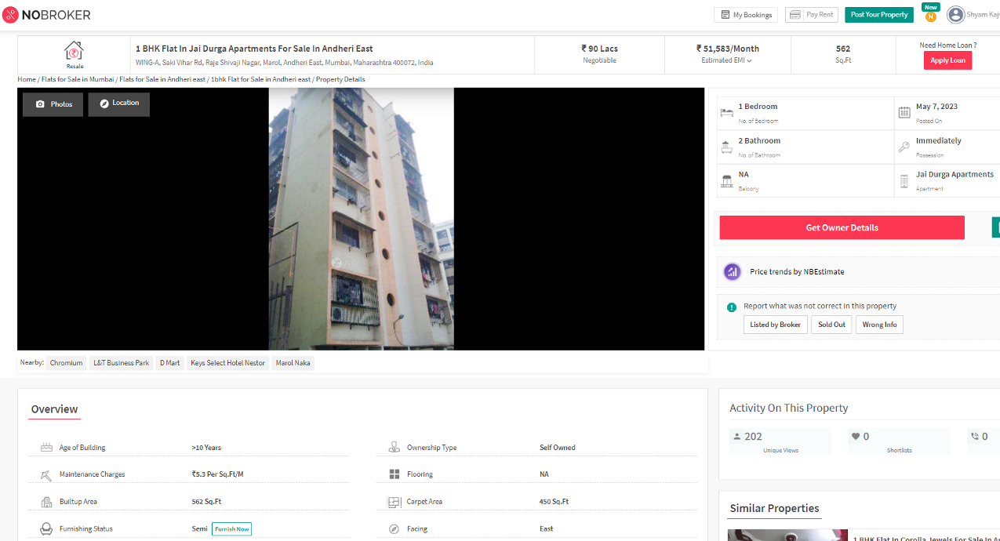 NOBROKER
My Bookings
Pay Rent
Post Your Property
New
N
Shyam
Resale
1 BHK Flat In Jai Durga Apartments For Sale In Andheri East
WING-A, Saki Vihar Rd, Raje Shivaji Nagar, Marol, Andheri East, Mumbai, Maharashtra 400072, India
₹ 90 Lacs
Negotiable
₹ 51,583/Month
Estimated EMI
562
Sq.Ft
Need Home Loan ?
Apply Loan
Home / Flats for Sale in Mumbai / Flats for Sale in Andheri east / 1bhk Flat for Sale in Andheri east / Property Details
Photos
Location
1 Bedroom
No. of Bedroom
May 7, 2023
Posted On
2 Bathroom
No. of Bathroom
Immediately
Possession
NA
Balcony
Jai Durga Apartments
Apartment
Get Owner Details
Price trends by NBEstimate
Report what was not correct in this property
Listed by Broker
Sold Out
Wrong Info
Nearby:
Chromium
L&T Business Park
D Mart
Keys Select Hotel Nestor
Marol Naka
Overview
Age of Building
>10 Years
Ownership Type
Self Owned
Maintenance Charges
₹5.3 Per Sq.Ft/M
Flooring
NA
Builtup Area
562 Sq.Ft
Carpet Area
450 Sq.Ft
Furnishing Status
Semi
Furnish Now
Facing
East
Activity On This Property
202
Unique Views
0
Shortlists
0
Similar Properties
1 BHK Flat In Corolla Jewels For Sale In